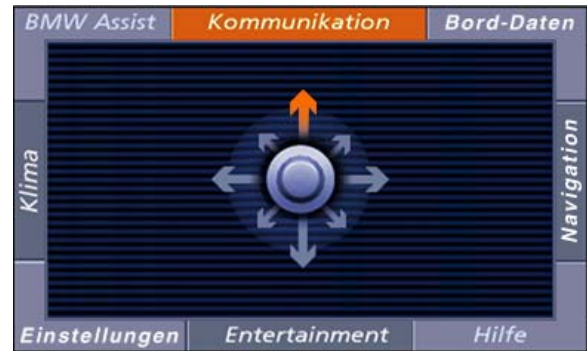 BMW Assist
Kommunikation
Bord-Daten
Klima
Navigation
Einstellungen
Entertainment
Hilfe